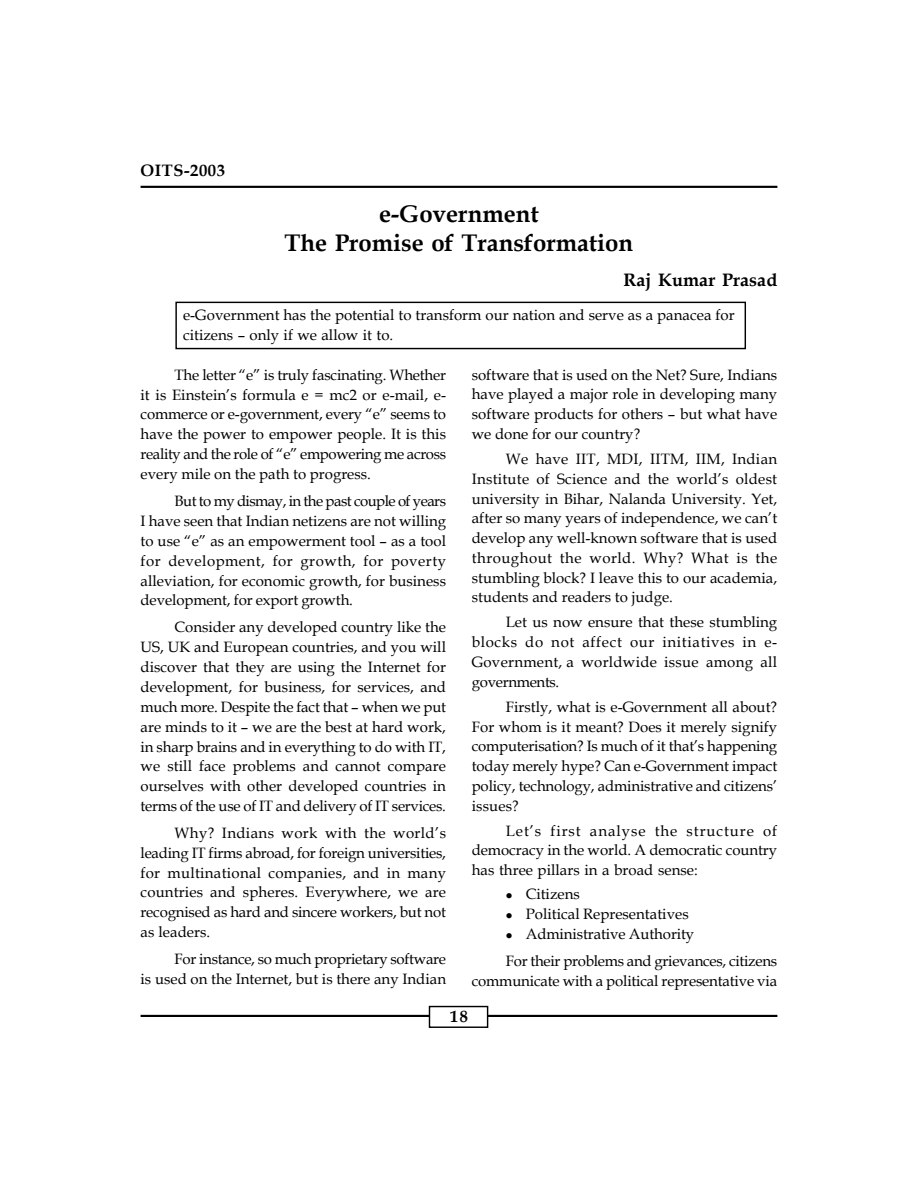 OITS-2003
e-Government
The Promise of Transformation
Raj Kumar Prasad
e-Government has the potential to transform our nation and serve as a panacea for
citizens – only if we allow it to.
The letter “e” is truly fascinating. Whether
it is Einstein’s formula e = mc2 or e-mail, e-
commerce or e-government, every “e” seems to
have the power to empower people. It is this
reality and the role of “e” empowering me across
every mile on the path to progress.
But to my dismay, in the past couple of years
I have seen that Indian netizens are not willing
to use “e” as an empowerment tool – as a tool
for development, for growth, for poverty
alleviation, for economic growth, for business
development, for export growth.
Consider any developed country like the
US, UK and European countries, and you will
discover that they are using the Internet for
development, for business, for services, and
much more. Despite the fact that – when we put
are minds to it – we are the best at hard work,
in sharp brains and in everything to do with IT,
we still face problems and cannot compare
ourselves with other developed countries in
terms of the use of IT and delivery of IT services.
Why? Indians work with the world’s
leading IT firms abroad, for foreign universities,
for multinational companies, and in many
countries and spheres. Everywhere, we are
recognised as hard and sincere workers, but not
as leaders.
For instance, so much proprietary software
is used on the Internet, but is there any Indian
software that is used on the Net? Sure, Indians
have played a major role in developing many
software products for others – but what have
we done for our country?
We have IIT, MDI, IITM, IIM, Indian
Institute of Science and the world’s oldest
university in Bihar, Nalanda University. Yet,
after so many years of independence, we can’t
develop any well-known software that is used
throughout the world. Why? What is the
stumbling block? I leave this to our academia,
students and readers to judge.
Let us now ensure that these stumbling
blocks do not affect our initiatives in e-
Government, a worldwide issue among all
governments.
Firstly, what is e-Government all about?
For whom is it meant? Does it merely signify
computerisation? Is much of it that’s happening
today merely hype? Can e-Government impact
policy, technology, administrative and citizens’
issues?
Let’s first analyse the structure of
democracy in the world. A democratic country
has three pillars in a broad sense:
• Citizens
• Political Representatives
• Administrative Authority
For their problems and grievances, citizens
communicate with a political representative via
18